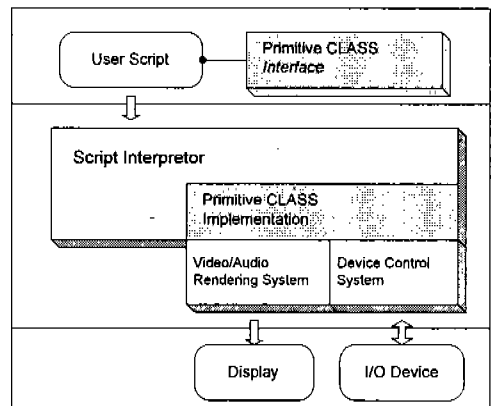 User Script
Primitive CLASS
Interface
Script Interpretor
Primitive CLASS
Implementation
Video/Audio
Rendering System
Device Control
System
Display
I/O Device